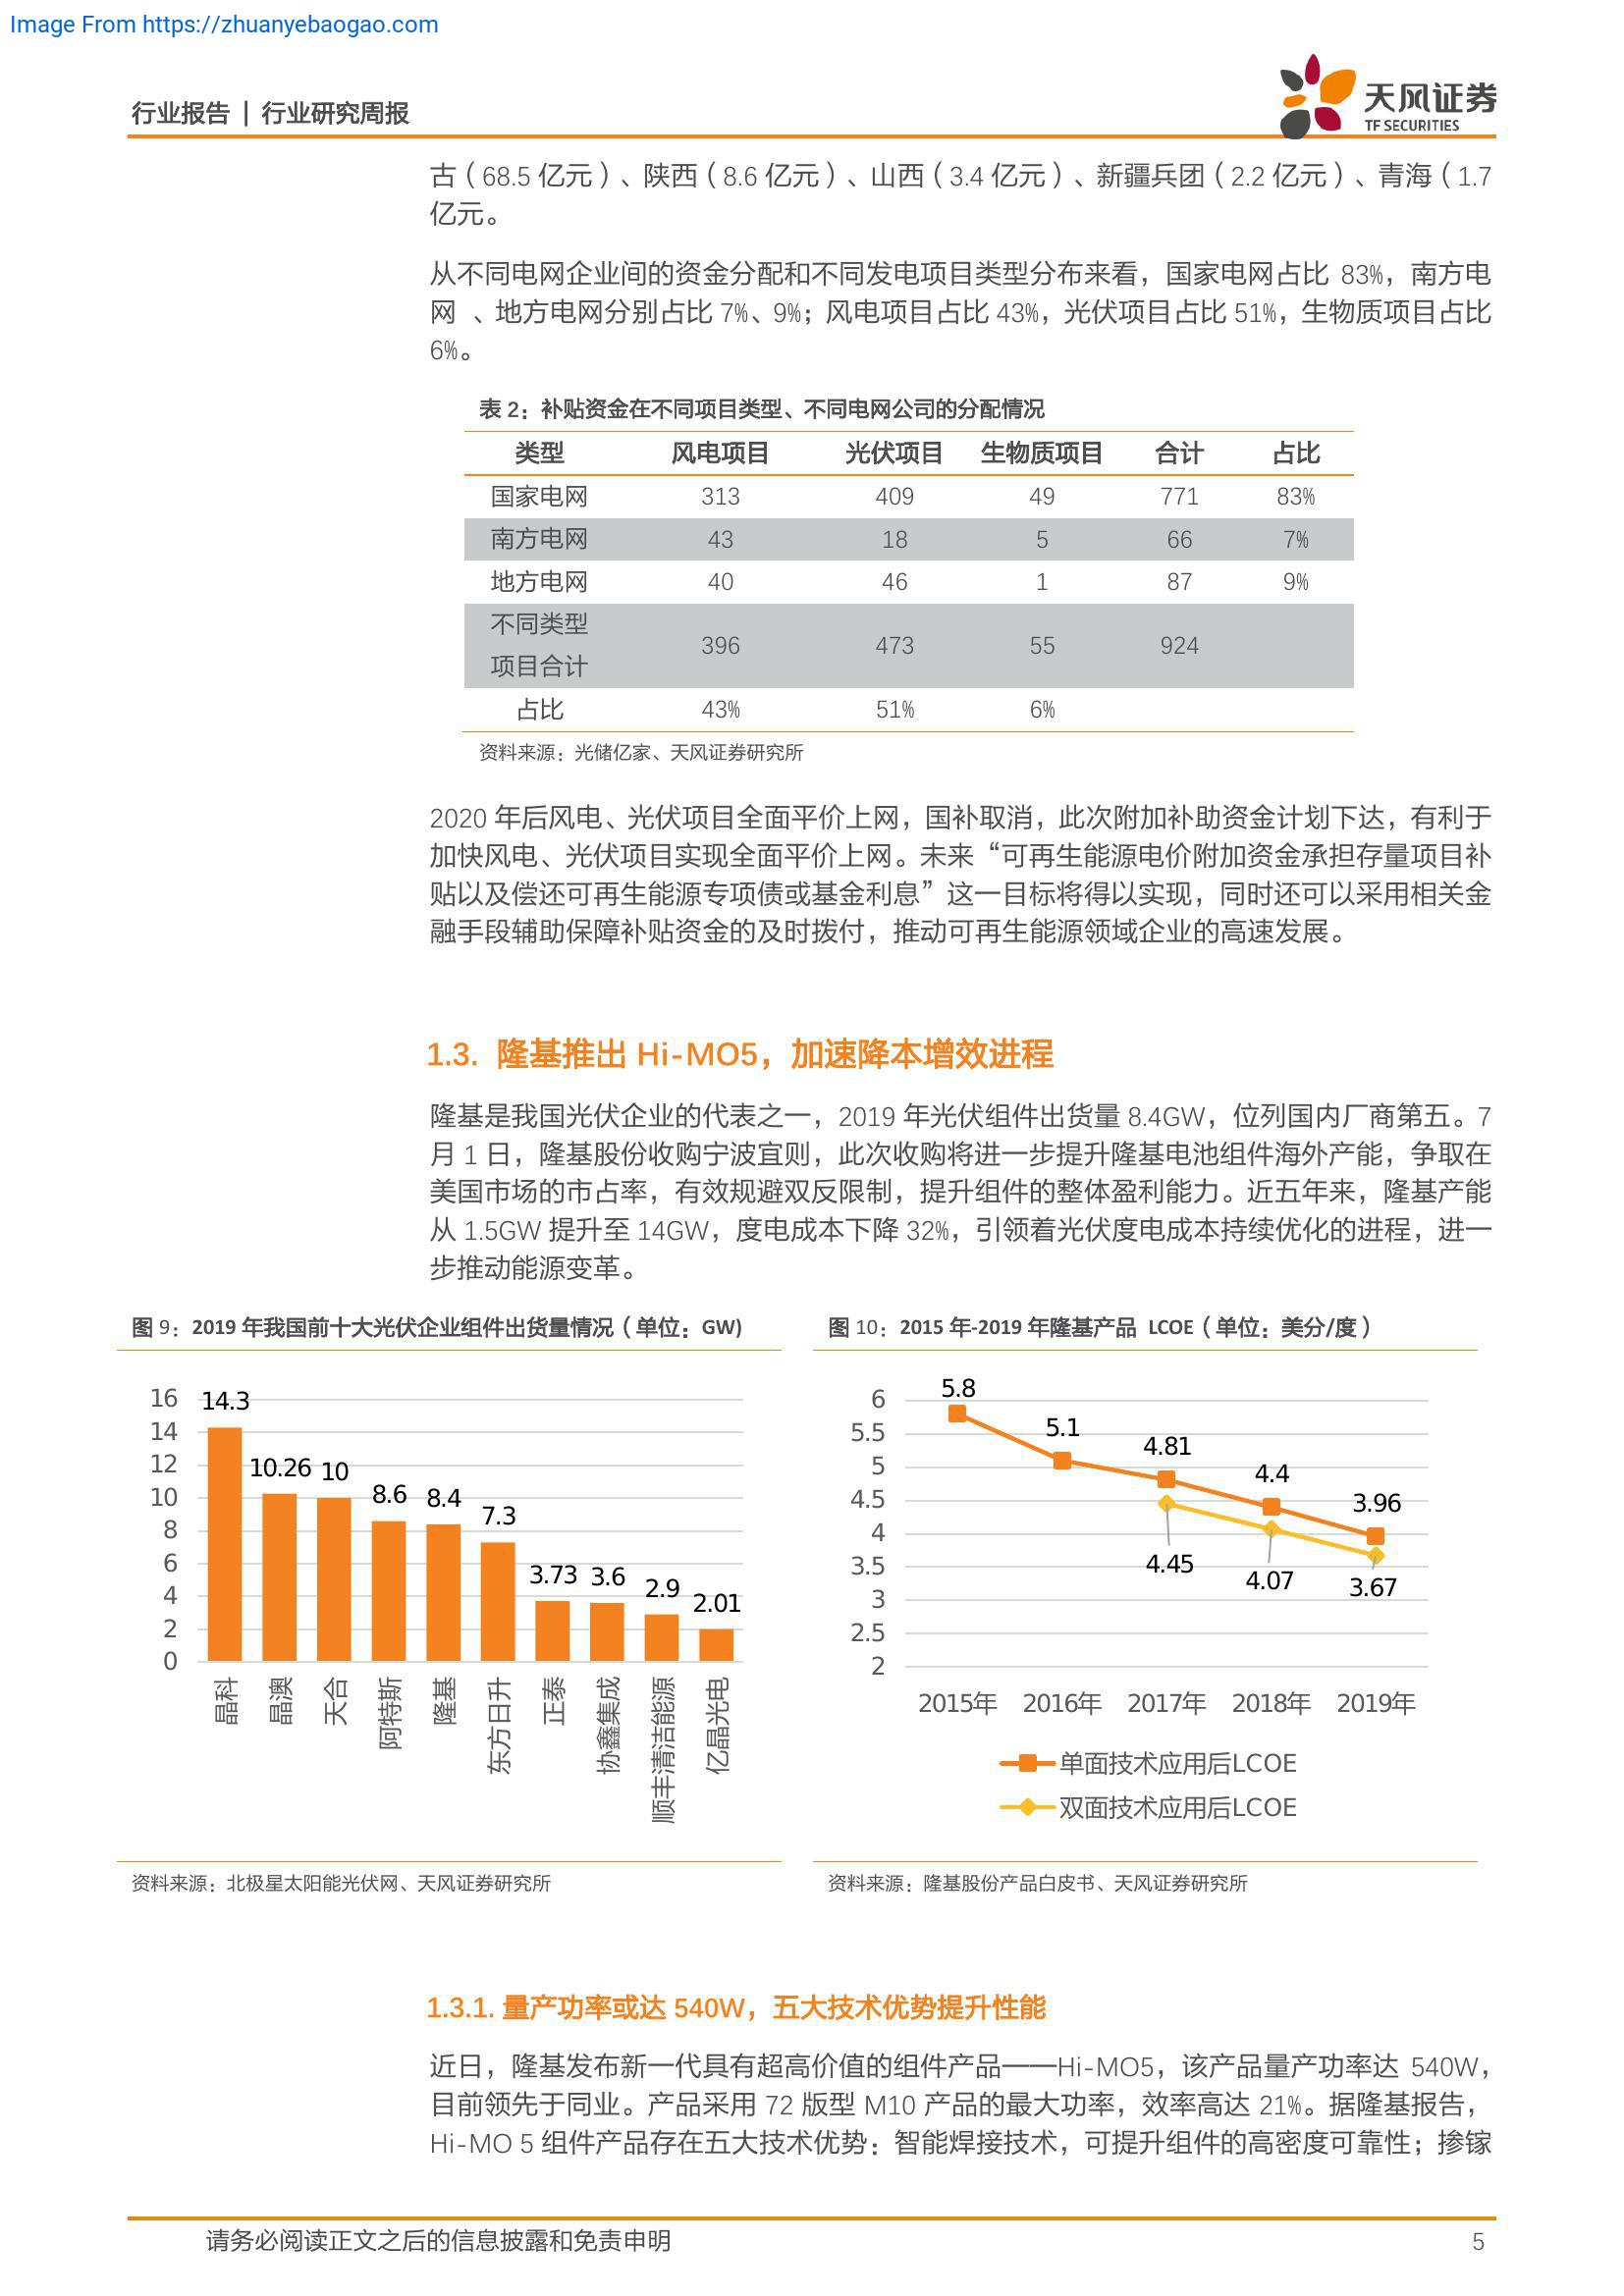 Image From https://zhuanyebaogao.com
行业报告 | 行业研究周报
天风证券
TF SECURITIES
古（68.5 亿元）、陕西（8.6 亿元）、山西（3.4 亿元）、新疆兵团（2.2 亿元）、青海（1.7
亿元。
从不同电网企业间的资金分配和不同发电项目类型分布来看，国家电网占比 83%，南方电
网 、地方电网分别占比 7%、9%；风电项目占比 43%，光伏项目占比 51%，生物质项目占比
6%。
表 2：补贴资金在不同项目类型、不同电网公司的分配情况
类型 风电项目 光伏项目 生物质项目 合计 占比
国家电网 313 409 49 771 83%
南方电网 43 18 5 66 7%
地方电网 40 46 1 87 9%
不同类型
项目合计 396 473 55 924
占比 43% 51% 6%
资料来源：光储亿家、天风证券研究所
2020 年后风电、光伏项目全面平价上网，国补取消，此次附加补助资金计划下达，有利于
加快风电、光伏项目实现全面平价上网。未来“可再生能源电价附加资金承担存量项目补
贴以及偿还可再生能源专项债或基金利息”这一目标将得以实现，同时还可以采用相关金
融手段辅助保障补贴资金的及时拨付，推动可再生能源领域企业的高速发展。
1.3. 隆基推出 Hi-MO5，加速降本增效进程
隆基是我国光伏企业的代表之一，2019 年光伏组件出货量 8.4GW，位列国内厂商第五。7
月 1 日，隆基股份收购宁波宜则，此次收购将进一步提升隆基电池组件海外产能，争取在
美国市场的市占率，有效规避双反限制，提升组件的整体盈利能力。近五年来，隆基产能
从 1.5GW 提升至 14GW，度电成本下降 32%，引领着光伏度电成本持续优化的进程，进一
步推动能源变革。
图 9：2019 年我国前十大光伏企业组件出货量情况（单位：GW)
16
14
12
10
8
6
4
2
0
14.3
10.26
10
8.6
8.4
7.3
3.73
3.6
2.9
2.01
晶科
晶澳
天合
阿特斯
隆基
东方日升
正泰
协鑫集成
顺丰清洁能源
亿晶光电
资料来源：北极星太阳能光伏网、天风证券研究所
图 10：2015 年-2019 年隆基产品 LCOE（单位：美分/度）
6
5.5
5
4.5
4
3.5
3
2.5
2
5.8
5.1
4.81
4.4
3.96
4.45
4.07
3.67
2015年 2016年 2017年 2018年 2019年
单面技术应用后LCOE
双面技术应用后LCOE
资料来源：隆基股份产品白皮书、天风证券研究所
1.3.1. 量产功率或达 540W，五大技术优势提升性能
近日，隆基发布新一代具有超高价值的组件产品——Hi-MO5，该产品量产功率达 540W，
目前领先于同业。产品采用 72 版型 M10 产品的最大功率，效率高达 21%。据隆基报告，
Hi-MO 5 组件产品存在五大技术优势：智能焊接技术，可提升组件的高密度可靠性；掺镓
请务必阅读正文之后的信息披露和免责申明
5